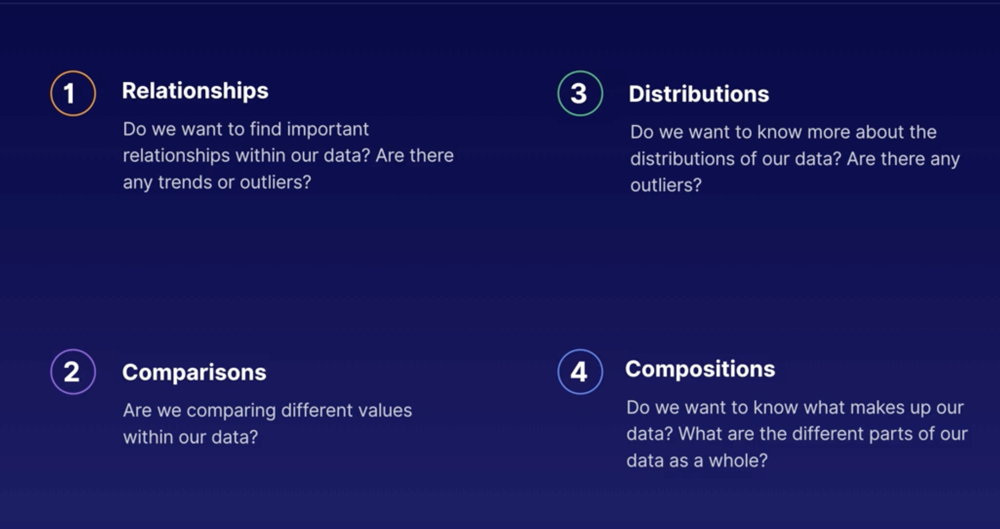 1
Relationships
Do we want to find important
relationships within our data? Are there
any trends or outliers?
2
Comparisons
Are we comparing different values
within our data?
3
Distributions
Do we want to know more about the
distributions of our data? Are there any
outliers?
4
Compositions
Do we want to know what makes up our
data? What are the different parts of our
data as a whole?